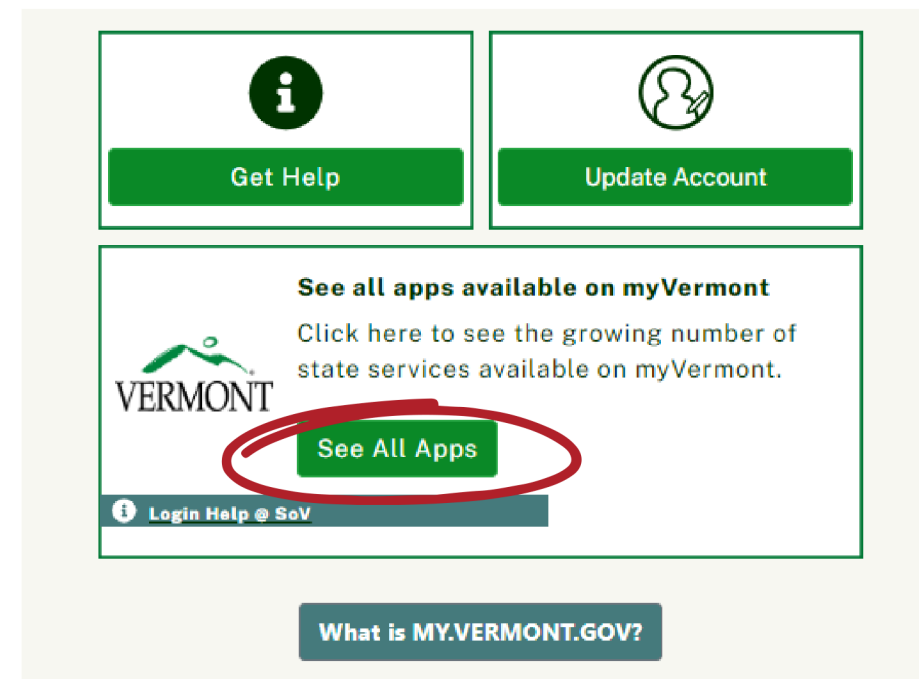 Get Help
Update Account
See all apps available on myVermont
Click here to see the growing number of
state services available on myVermont.
VERMONT
See All Apps
Login Help @ SoV
What is MY.VERMONT.GOV?